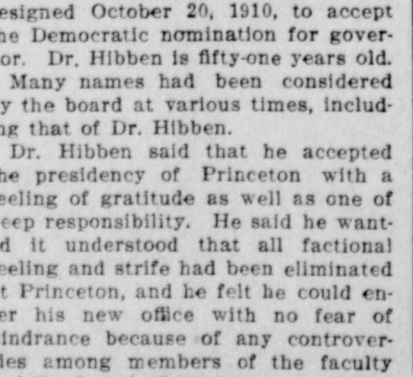 esigned October 20, 1910, to accept
he Democratic nomination for gover-
or. Dr. Hibben is fifty-one years old.
Many names had been considered
y the board at various times, includ-
ng that of Dr. Hibben.
Dr. Hibben said that he accepted
he presidency of Princeton with a
eeling of gratitude as well as one of
eep responsibility. He said he want-
d it understood that all factional
eeling and strife had been eliminated
t Princeton, and he felt he could en-
er his new office with no fear of
indrance because of any controver-
ies among members of the faculty